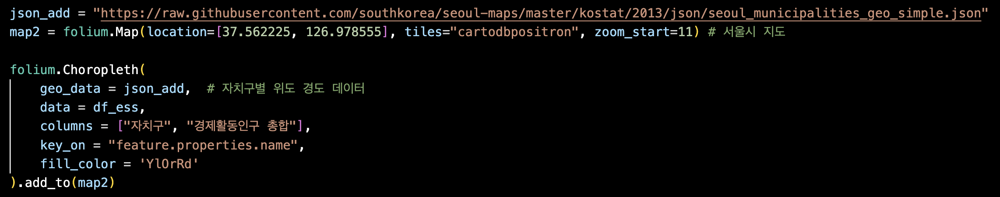 json_add = "https://raw.githubusercontent.com/southkorea/seoul-maps/master/kostat/2013/json/seoul_municipalities_geo_simple.json"
map2 = folium.Map(location=[37.562225, 126.978555], tiles="cartodbpositron", zoom_start=11) # 서울시 지도
folium.Choropleth(
    geo_data = json_add,  # 자치구별 위도 경도 데이터
    data = df_ess,
    columns = ["자치구", "경제활동인구 총합"],
    key_on = "feature.properties.name",
    fill_color = 'YlOrRd'
).add_to(map2)